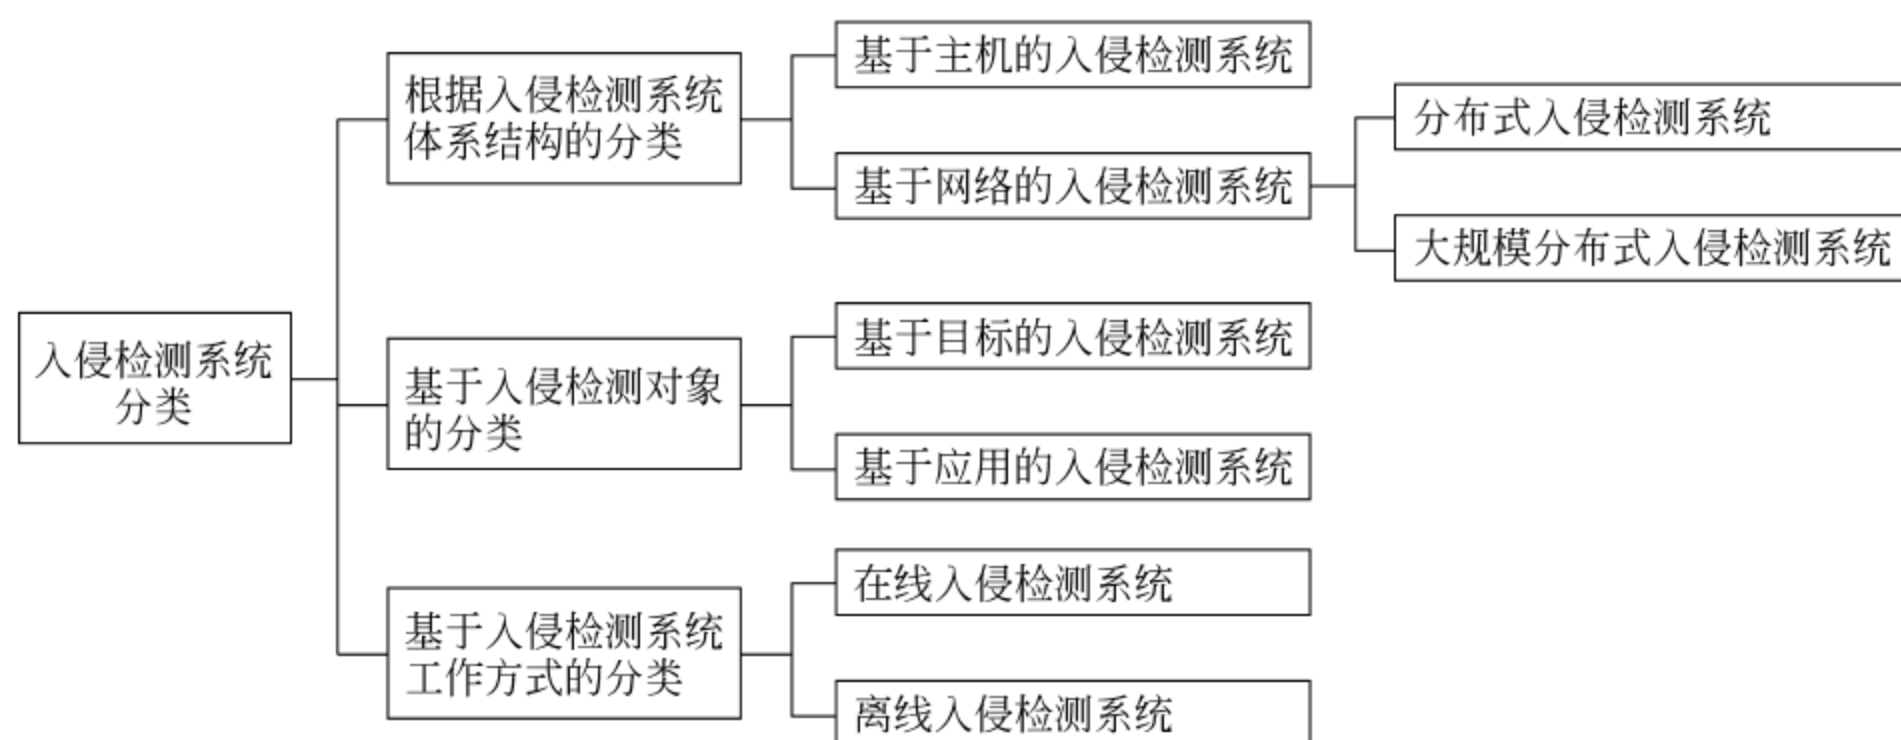 入侵检测系统
分类
根据入侵检测系统
体系结构的分类
基于主机的入侵检测系统
基于网络的入侵检测系统
分布式入侵检测系统
大规模分布式入侵检测系统
基于入侵检测对象
的分类
基于目标的入侵检测系统
基于应用的入侵检测系统
基于入侵检测系统
工作方式的分类
在线入侵检测系统
离线入侵检测系统